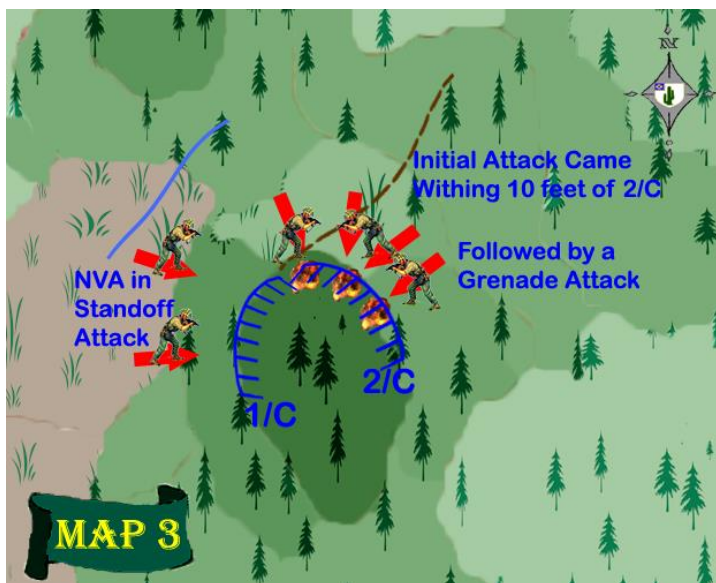 N
Initial Attack Came
Withing 10 feet of 2/C
Followed by a
Grenade Attack
NVA in
Standoff
Attack
2/C
1/C
MAP 3